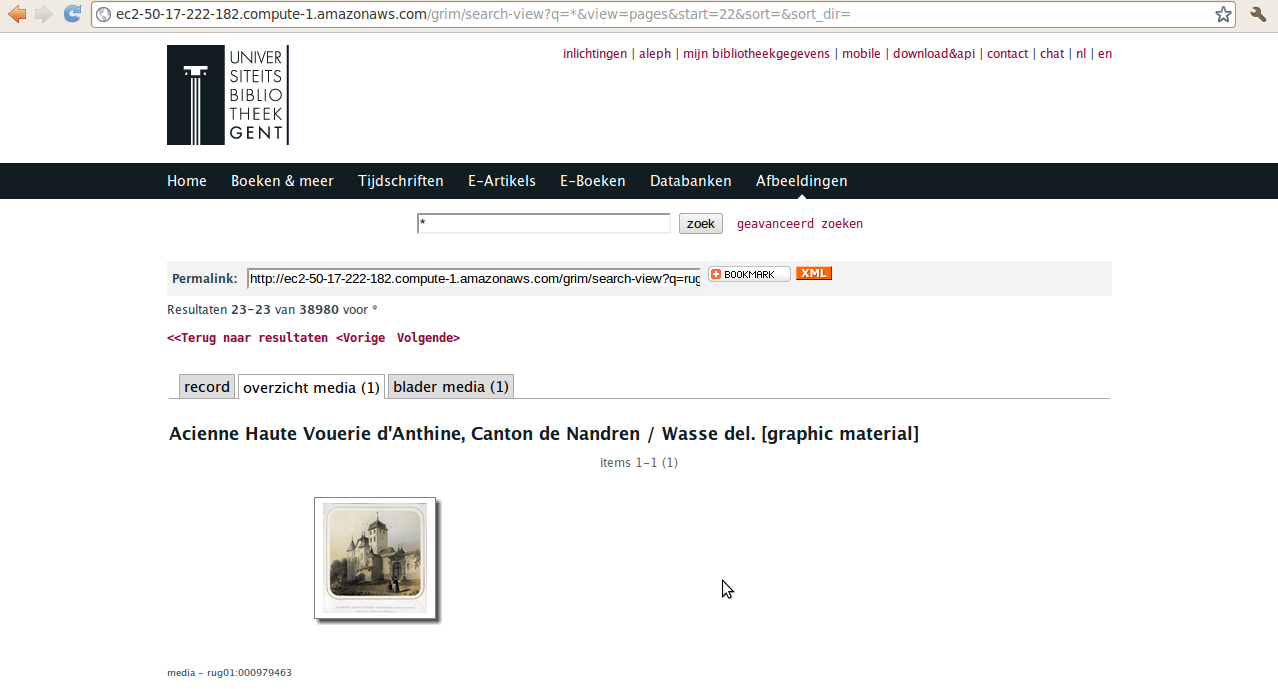 ec2-50-17-222-182.compute-1.amazonaws.com/grim/search-view?q=*&view=pages&start=22&sort=&sort_dir=
UNIVER
SITEITS
BIBLIO
THEEK
GENT
inlichtingen | aleph | mijn bibliotheekgegevens | mobile | download&api | contact | chat | nl | en
Home Boeken & meer Tijdschriften E-Artikels E-Boeken Databanken Afbeeldingen
* zoek geavanceerd zoeken
Permalink: http://ec2-50-17-222-182.compute-1.amazonaws.com/grim/search-view?q=rug BOOKMARK XML
Resultaten 23-23 van 38980 voor *
<<Terug naar resultaten <Vorige Volgende>
record overzicht media (1) blader media (1)
Acienne Haute Vouerie d'Anthine, Canton de Nandren / Wasse del. [graphic material]
items 1-1 (1)
media - rug01:000979463